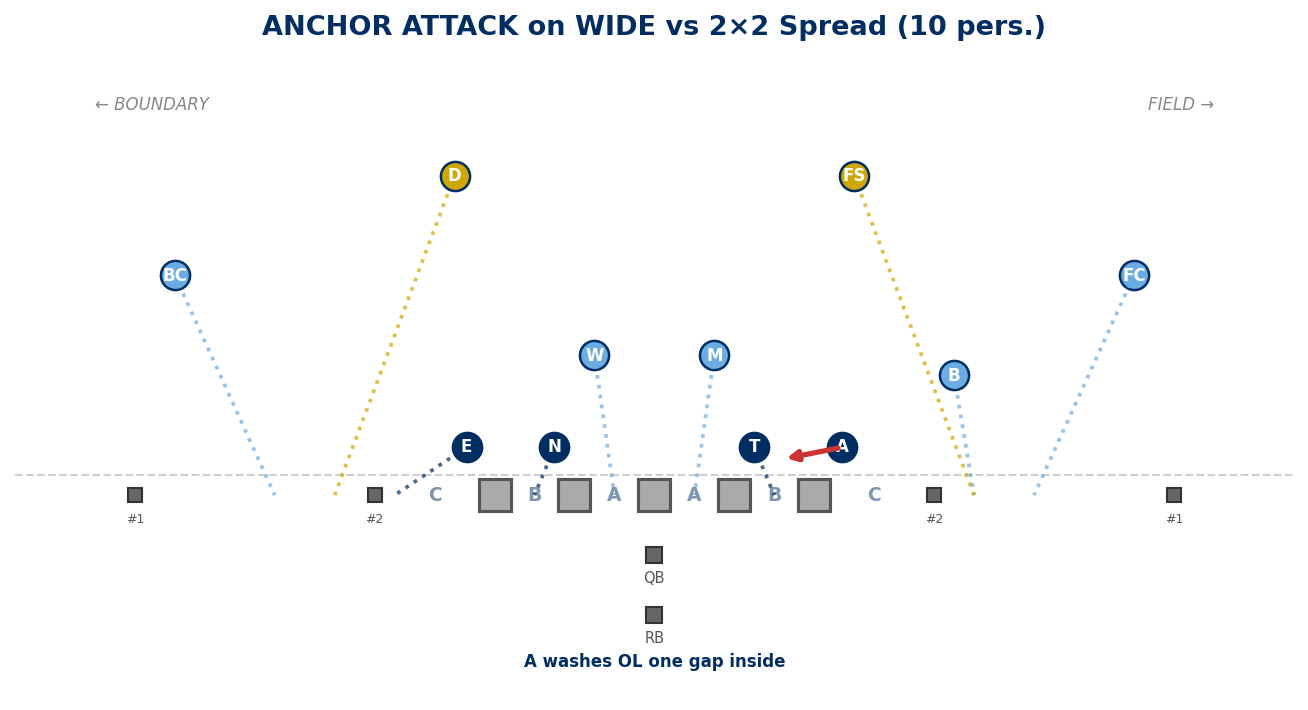 ANCHOR ATTACK on WIDE vs 2×2 Spread (10 pers.)
← BOUNDARY
FIELD →
D
FS
BC
FC
W
M
B
E
N
T
A
C
B
A
A
B
C
#1
#2
#2
#1
QB
RB
A washes OL one gap inside